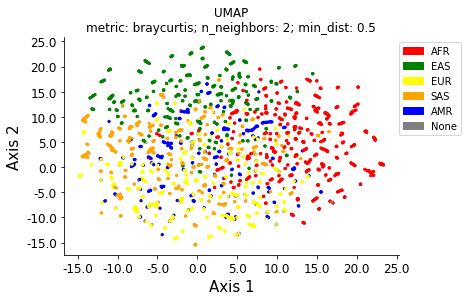 UMAP
metric: braycurtis; n_neighbors: 2; min_dist: 0.5
25.0
20.0
15.0
10.0
5.0
0.0
-5.0
-10.0
-15.0
Axis 2
-15.0 -10.0 -5.0 0.0 5.0 10.0 15.0 20.0 25.0
Axis 1
AFR
EAS
EUR
SAS
AMR
None